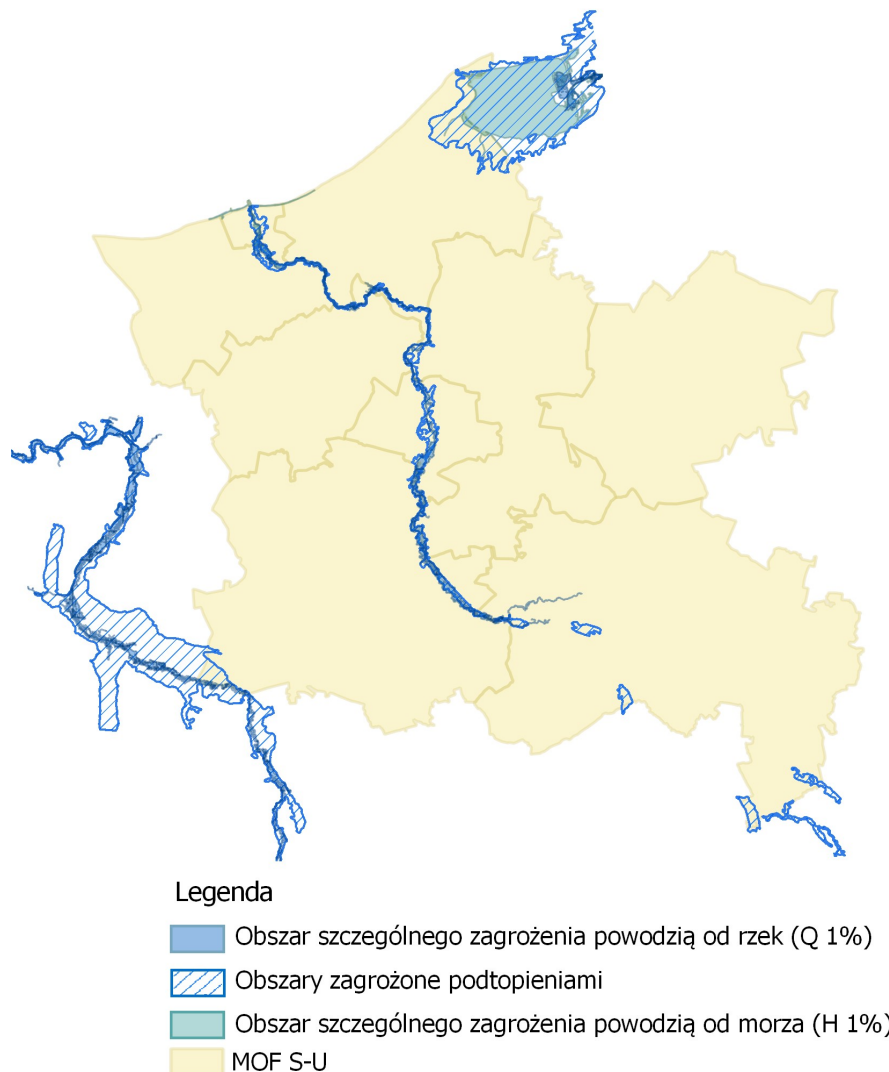 Legenda
Obszar szczególnego zagrożenia powodzią od rzek (Q 1%)
Obszary zagrożone podtopieniami
Obszar szczególnego zagrożenia powodzią od morza (H 1%)
MOF S-U